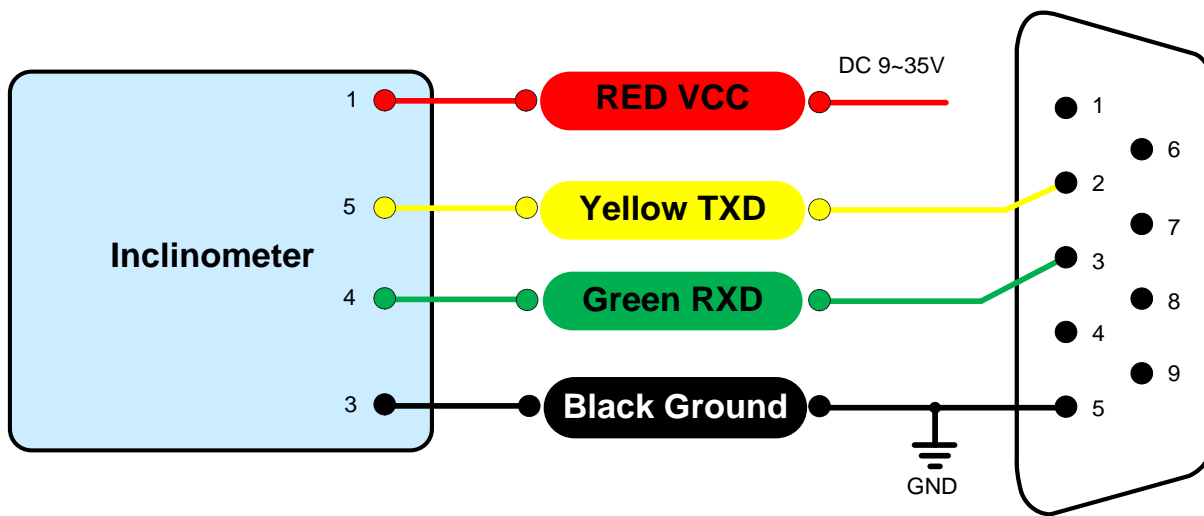 DC 9~35V
1
RED VCC
1
6
5
Yellow TXD
2
7
Inclinometer
3
4
Green RXD
8
4
9
3
Black Ground
5
GND